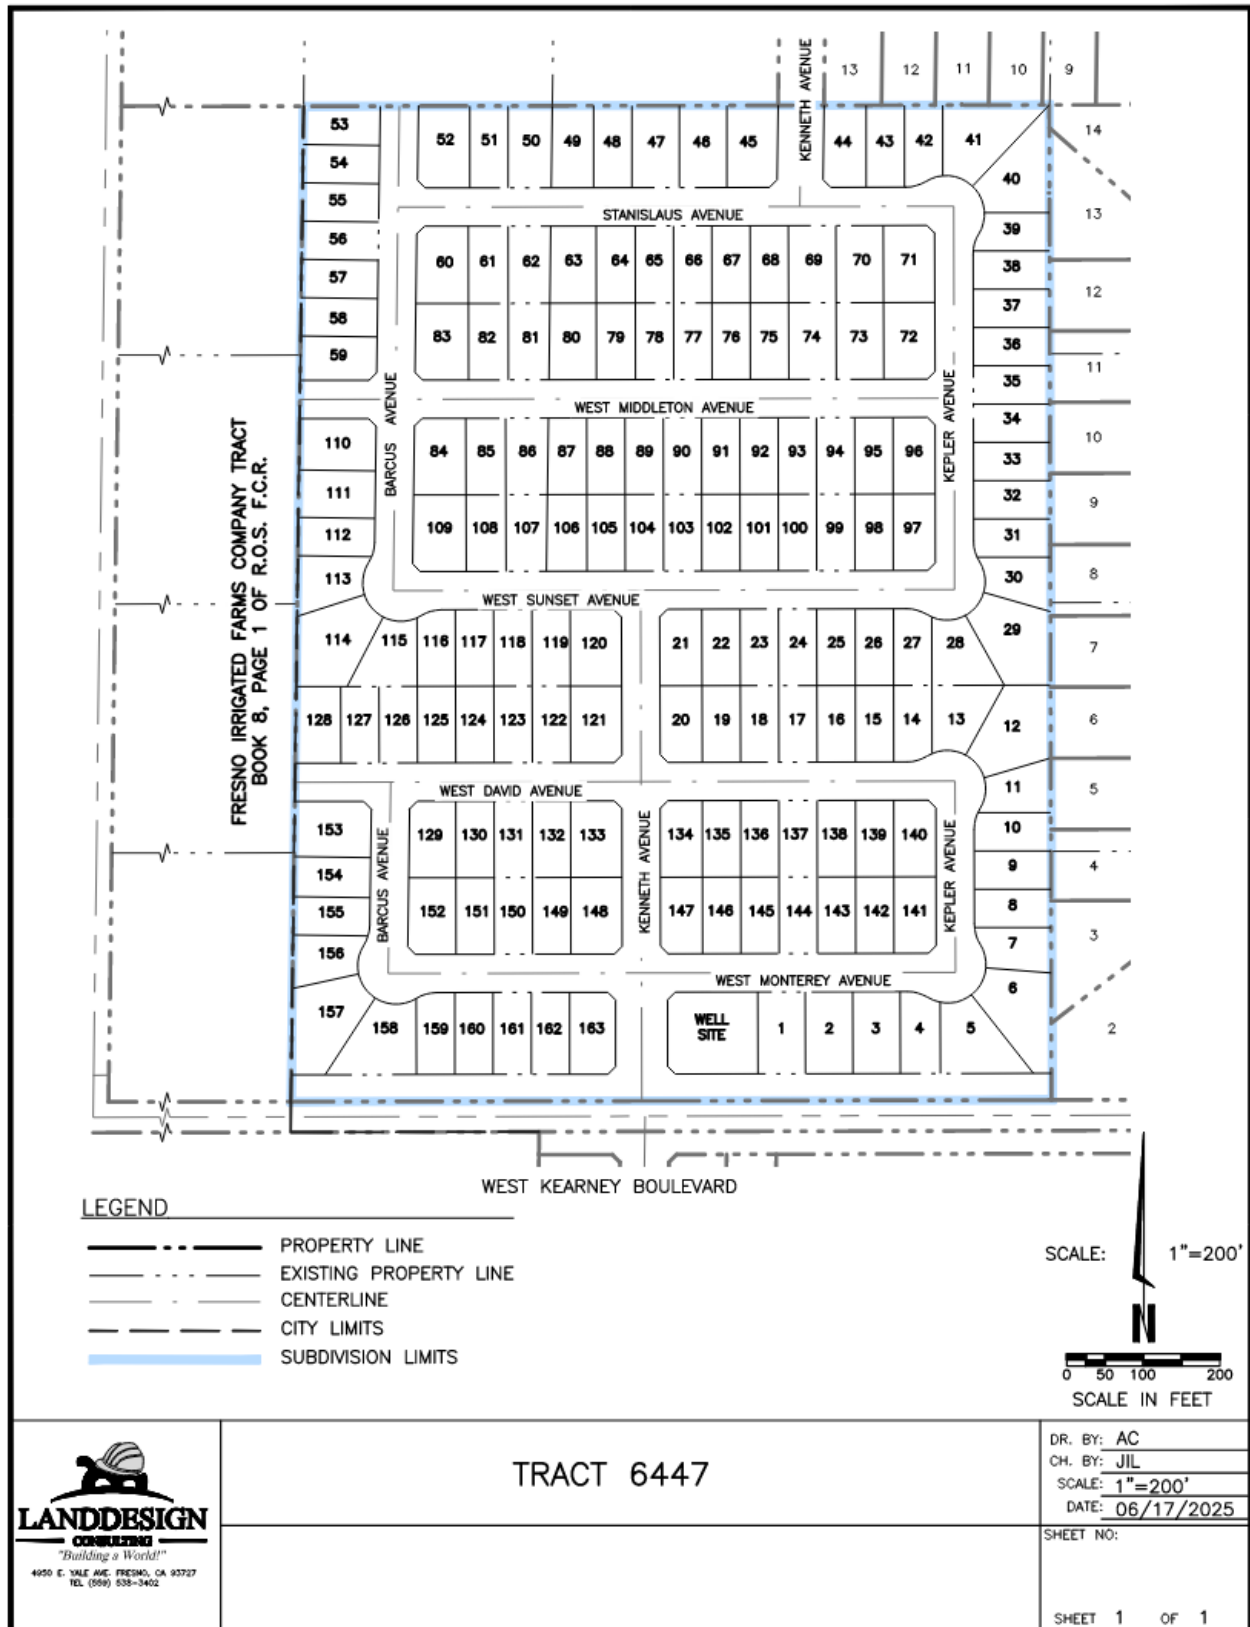 KENNETH AVENUE
13 12 11 10 9
53
52 51 50 49 48 47 46 45 44 43 42 41
14
54
40
55
STANISLAUS AVENUE
13
56
39
57
60 61 62 63 64 65 66 67 68 69 70 71
38
12
58
37
59
83 82 81 80 79 78 77 76 75 74 73 72
36
11
35
BARCUS AVENUE
WEST MIDDLETON AVENUE
KEPLER AVENUE
34
110
84 85 86 87 88 89 90 91 92 93 94 95 96
33
10
111
32
9
112
109 108 107 106 105 104 103 102 101 100 99 98 97
31
113
30
8
FRESNO IRRIGATED FARMS COMPANY TRACT
BOOK 8, PAGE 1 OF R.O.S. F.C.R.
WEST SUNSET AVENUE
114 115 116 117 118 119 120
21 22 23 24 25 26 27 28
29
7
128 127 126 125 124 123 122 121
20 19 18 17 16 15 14 13
12
6
WEST DAVID AVENUE
11
5
153
129 130 131 132 133
134 135 136 137 138 139 140
10
BARCUS AVENUE
KENNETH AVENUE
KEPLER AVENUE
154
9
4
155
152 151 150 149 148
147 146 145 144 143 142 141
8
156
7
3
WEST MONTEREY AVENUE
6
157
158 159 160 161 162 163
WELL
SITE
1 2 3 4 5
2
WEST KEARNEY BOULEVARD
LEGEND
PROPERTY LINE
EXISTING PROPERTY LINE
CENTERLINE
CITY LIMITS
SUBDIVISION LIMITS
SCALE: 1"=200'
N
0 50 100 200
SCALE IN FEET
LANDDESIGN
CONSULTING
"Building a World!"
4950 E. YALE AVE. FRESNO, CA 93727
TEL (559) 538-3402
TRACT 6447
DR. BY: AC
CH. BY: JIL
SCALE: 1"=200'
DATE: 06/17/2025
SHEET NO:
SHEET 1 OF 1